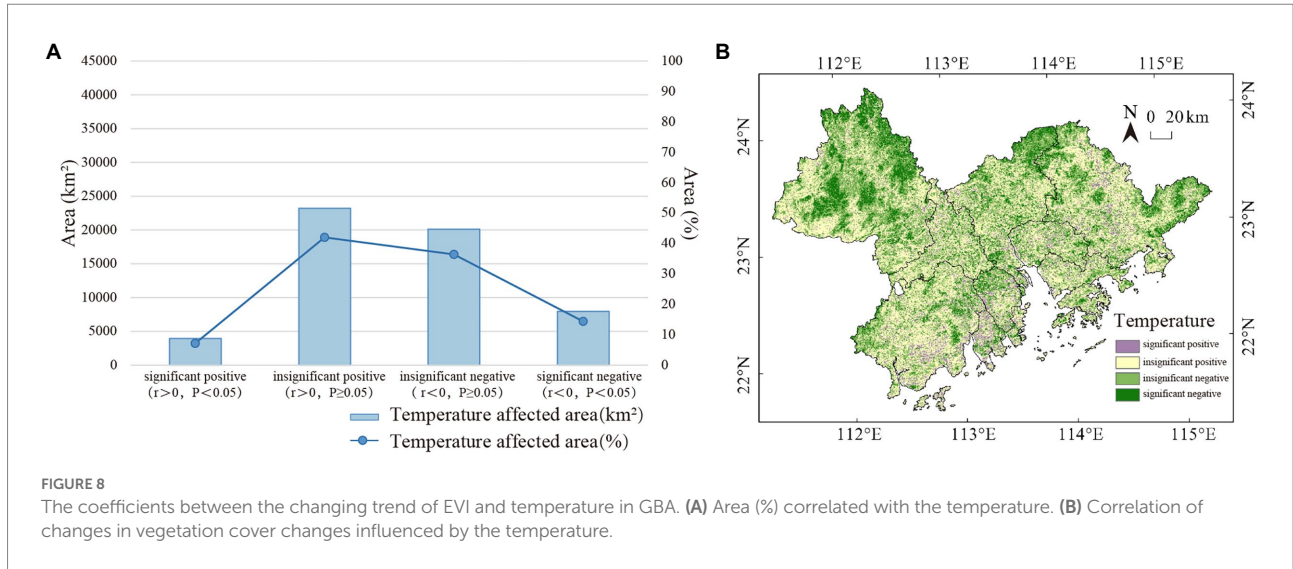 A
45000
40000
35000
30000
25000
20000
15000
10000
5000
0
Area (km²)
100
90
80
70
60
50
40
30
20
10
0
Area (%)
significant positive
(r>0, P<0.05)
insignificant positive
(r>0, P≥0.05)
insignificant negative
(r<0, P≥0.05)
significant negative
(r<0, P<0.05)
Temperature affected area(km²)
Temperature affected area(%)
B
112°E 113°E 114°E 115°E
24°N
23°N
22°N
24°N
23°N
22°N
N
0 20 km
Temperature
significant positive
insignificant positive
insignificant negative
significant negative
112°E 113°E 114°E 115°E
FIGURE 8
The coefficients between the changing trend of EVI and temperature in GBA. (A) Area (%) correlated with the temperature. (B) Correlation of
changes in vegetation cover changes influenced by the temperature.